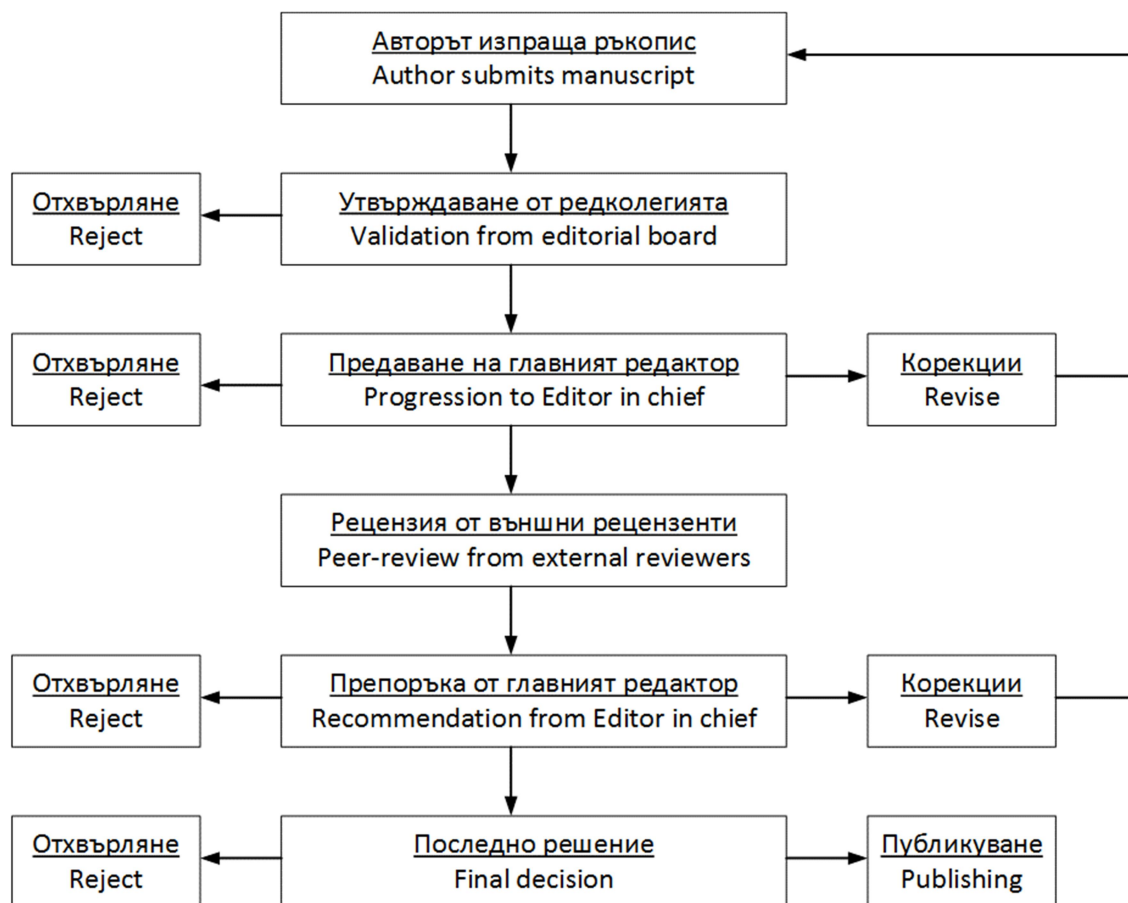 Авторът изпраща ръкопис
Author submits manuscript
Отхвърляне
Reject
Утвърждаване от редколегията
Validation from editorial board
Отхвърляне
Reject
Предаване на главният редактор
Progression to Editor in chief
Корекции
Revise
Рецензия от външни рецензенти
Peer-review from external reviewers
Отхвърляне
Reject
Препоръка от главният редактор
Recommendation from Editor in chief
Корекции
Revise
Отхвърляне
Reject
Последно решение
Final decision
Публикуване
Publishing